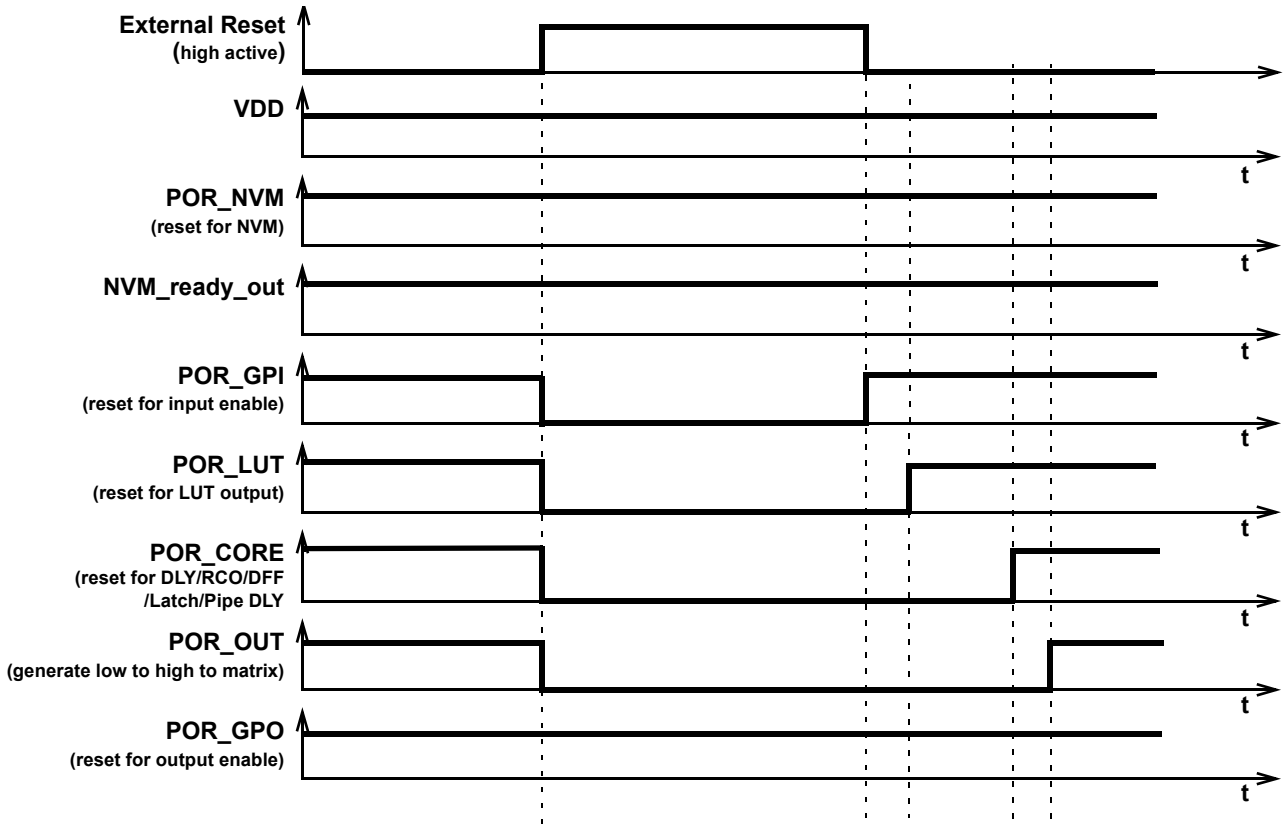 External Reset
(high active)
VDD
t
POR_NVM
(reset for NVM)
t
NVM_ready_out
t
POR_GPI
(reset for input enable)
t
POR_LUT
(reset for LUT output)
t
POR_CORE
(reset for DLY/RCO/DFF
/Latch/Pipe DLY
t
POR_OUT
(generate low to high to matrix)
t
POR_GPO
(reset for output enable)
t